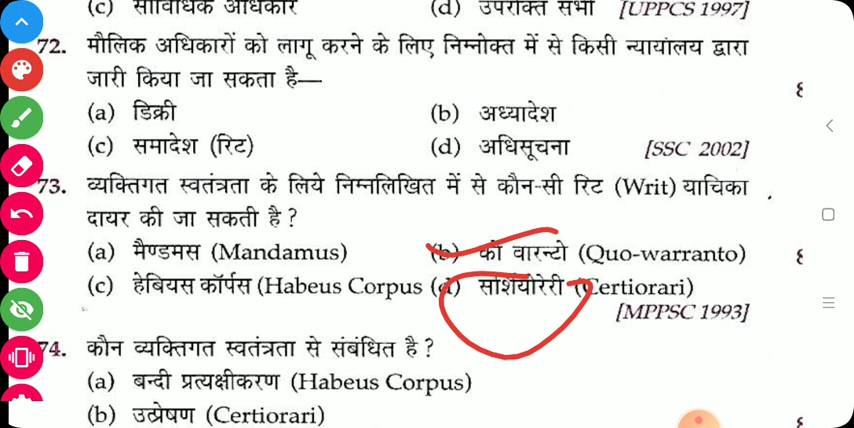 (c) सांविधिक अधिकार (d) उपरोक्त सभी [UPPCS 1997]
72. मौलिक अधिकारों को लागू करने के लिए निम्नोक्त में से किसी न्यायालय द्वारा
जारी किया जा सकता है—
(a) डिक्री (b) अध्यादेश
(c) समादेश (रिट) (d) अधिसूचना [SSC 2002]
73. व्यक्तिगत स्वतंत्रता के लिये निम्नलिखित में से कौन-सी रिट (Writ) याचिका
दायर की जा सकती है ?
(a) मैण्डमस (Mandamus) (b) को वारन्टो (Quo-warranto)
(c) हेबियस कॉर्पस (Habeus Corpus (d) सर्शियोरेरी (Certiorari)
[MPPSC 1993]
74. कौन व्यक्तिगत स्वतंत्रता से संबंधित है ?
(a) बन्दी प्रत्यक्षीकरण (Habeus Corpus)
(b) उत्प्रेषण (Certiorari)